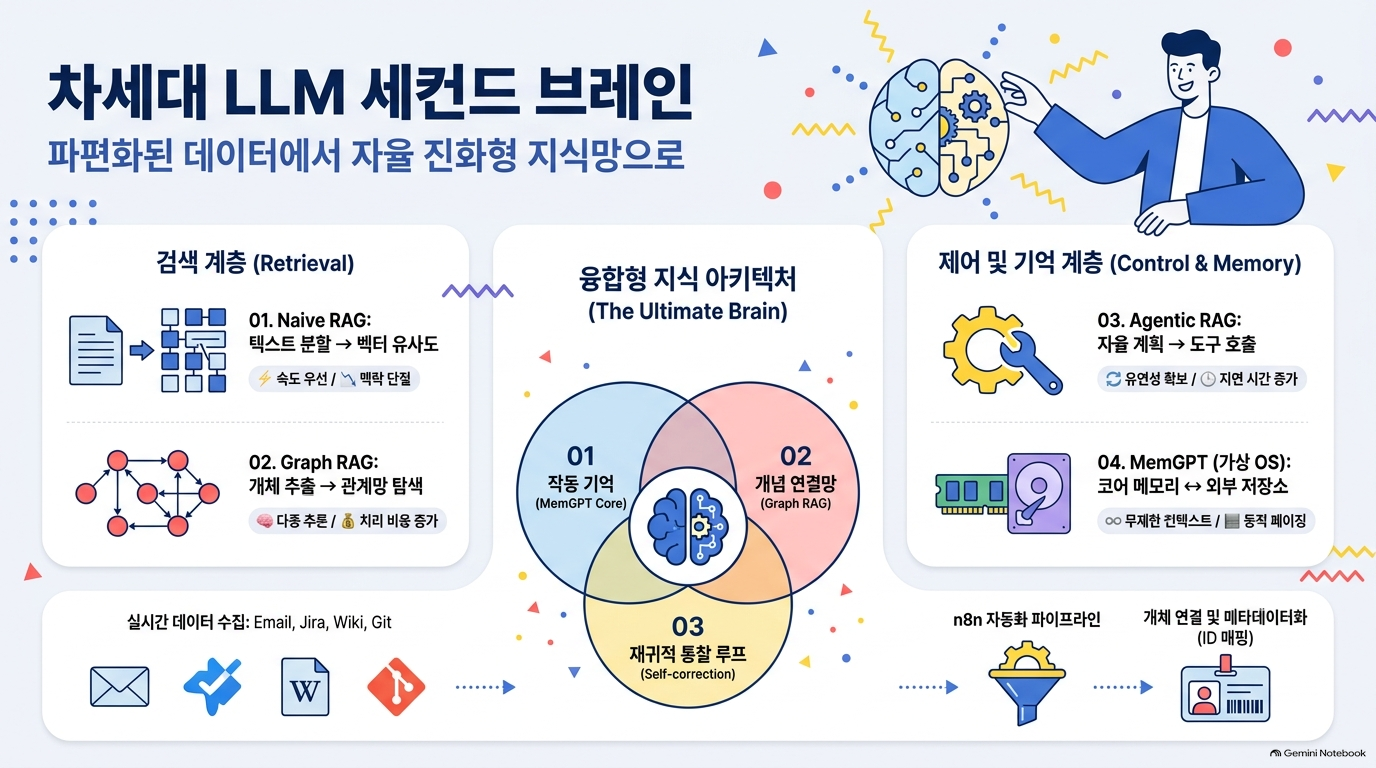 차세대 LLM 세컨드 브레인
파편화된 데이터에서 자율 진화형 지식망으로
검색 계층 (Retrieval)
01. Naive RAG:
텍스트 분할 → 벡터 유사도
⚡ 속도 우선 / 📉 맥락 단절
02. Graph RAG:
개체 추출 → 관계망 탐색
🧠 다중 추론 / 💰 처리 비용 증가
융합형 지식 아키텍처
(The Ultimate Brain)
01
작동 기억
(MemGPT Core)
02
개념 연결망
(Graph RAG)
03
재귀적 통찰 루프
(Self-correction)
제어 및 기억 계층 (Control & Memory)
03. Agentic RAG:
자율 계획 → 도구 호출
🔄 유연성 확보 / 🕒 지연 시간 증가
04. MemGPT (가상 OS):
코어 메모리 ↔ 외부 저장소
♾ 무제한 컨텍스트 / 동적 페이징
실시간 데이터 수집: Email, Jira, Wiki, Git
W
n8n 자동화 파이프라인
개체 연결 및 메타데이터화
(ID 매핑)
Gemini Notebook